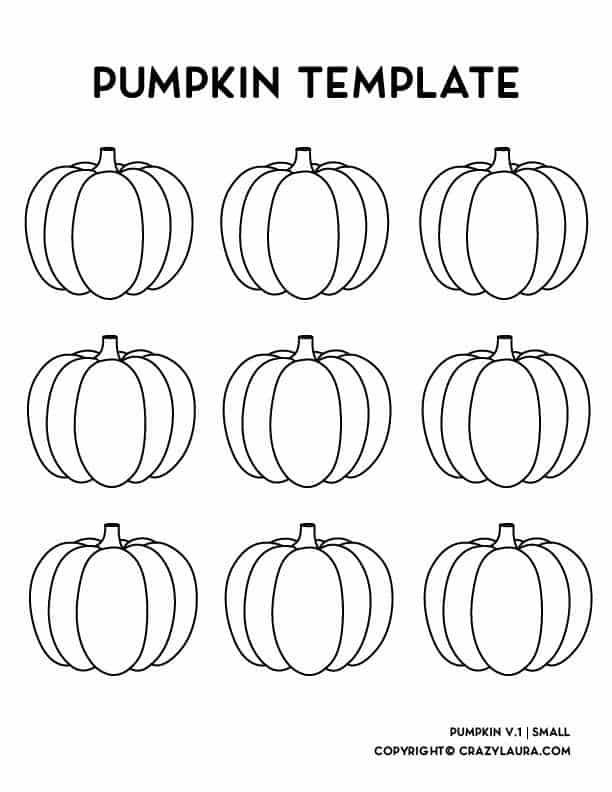 PUMPKIN TEMPLATE
PUMPKIN V.1 | SMALL
COPYRIGHT© CRAZYLAURA.COM